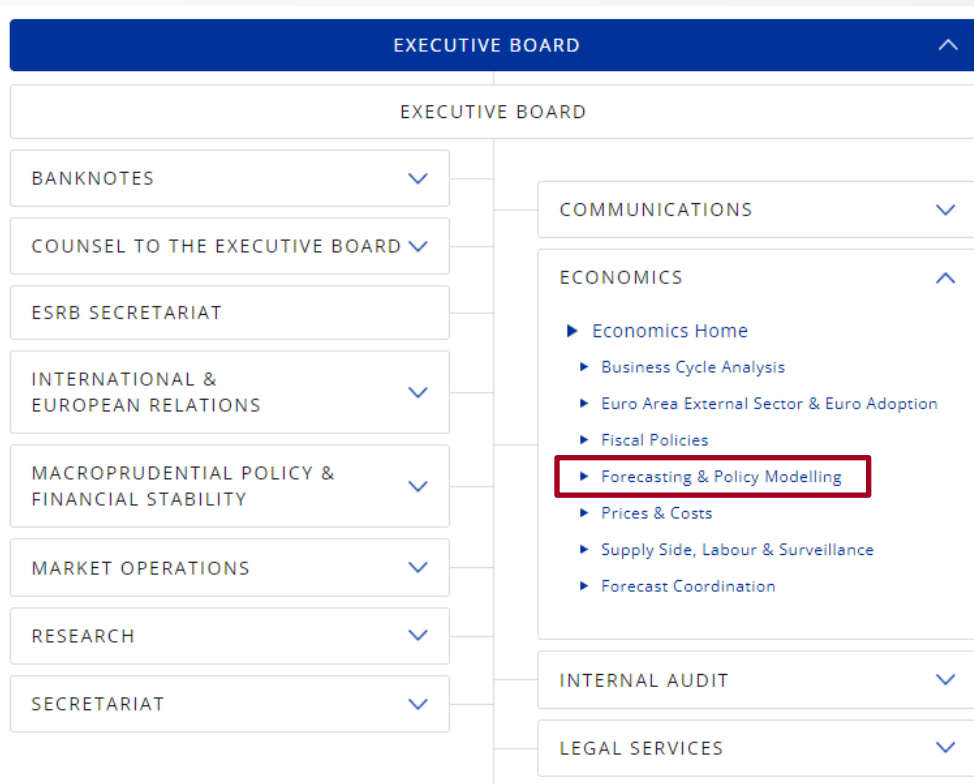 EXECUTIVE BOARD
EXECUTIVE BOARD
BANKNOTES
COUNSEL TO THE EXECUTIVE BOARD
ESRB SECRETARIAT
INTERNATIONAL &
EUROPEAN RELATIONS
MACROPRUDENTIAL POLICY &
FINANCIAL STABILITY
MARKET OPERATIONS
RESEARCH
SECRETARIAT
COMMUNICATIONS
ECONOMICS
Economics Home
Business Cycle Analysis
Euro Area External Sector & Euro Adoption
Fiscal Policies
Forecasting & Policy Modelling
Prices & Costs
Supply Side, Labour & Surveillance
Forecast Coordination
INTERNAL AUDIT
LEGAL SERVICES